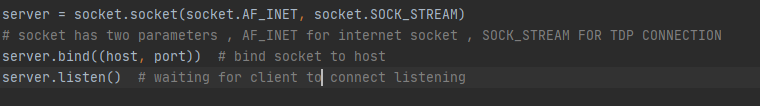 server = socket.socket(socket.AF_INET, socket.SOCK_STREAM)
# socket has two parameters , AF_INET for internet socket , SOCK_STREAM FOR TDP CONNECTION
server.bind((host, port))  # bind socket to host
server.listen()  # waiting for client to connect listening